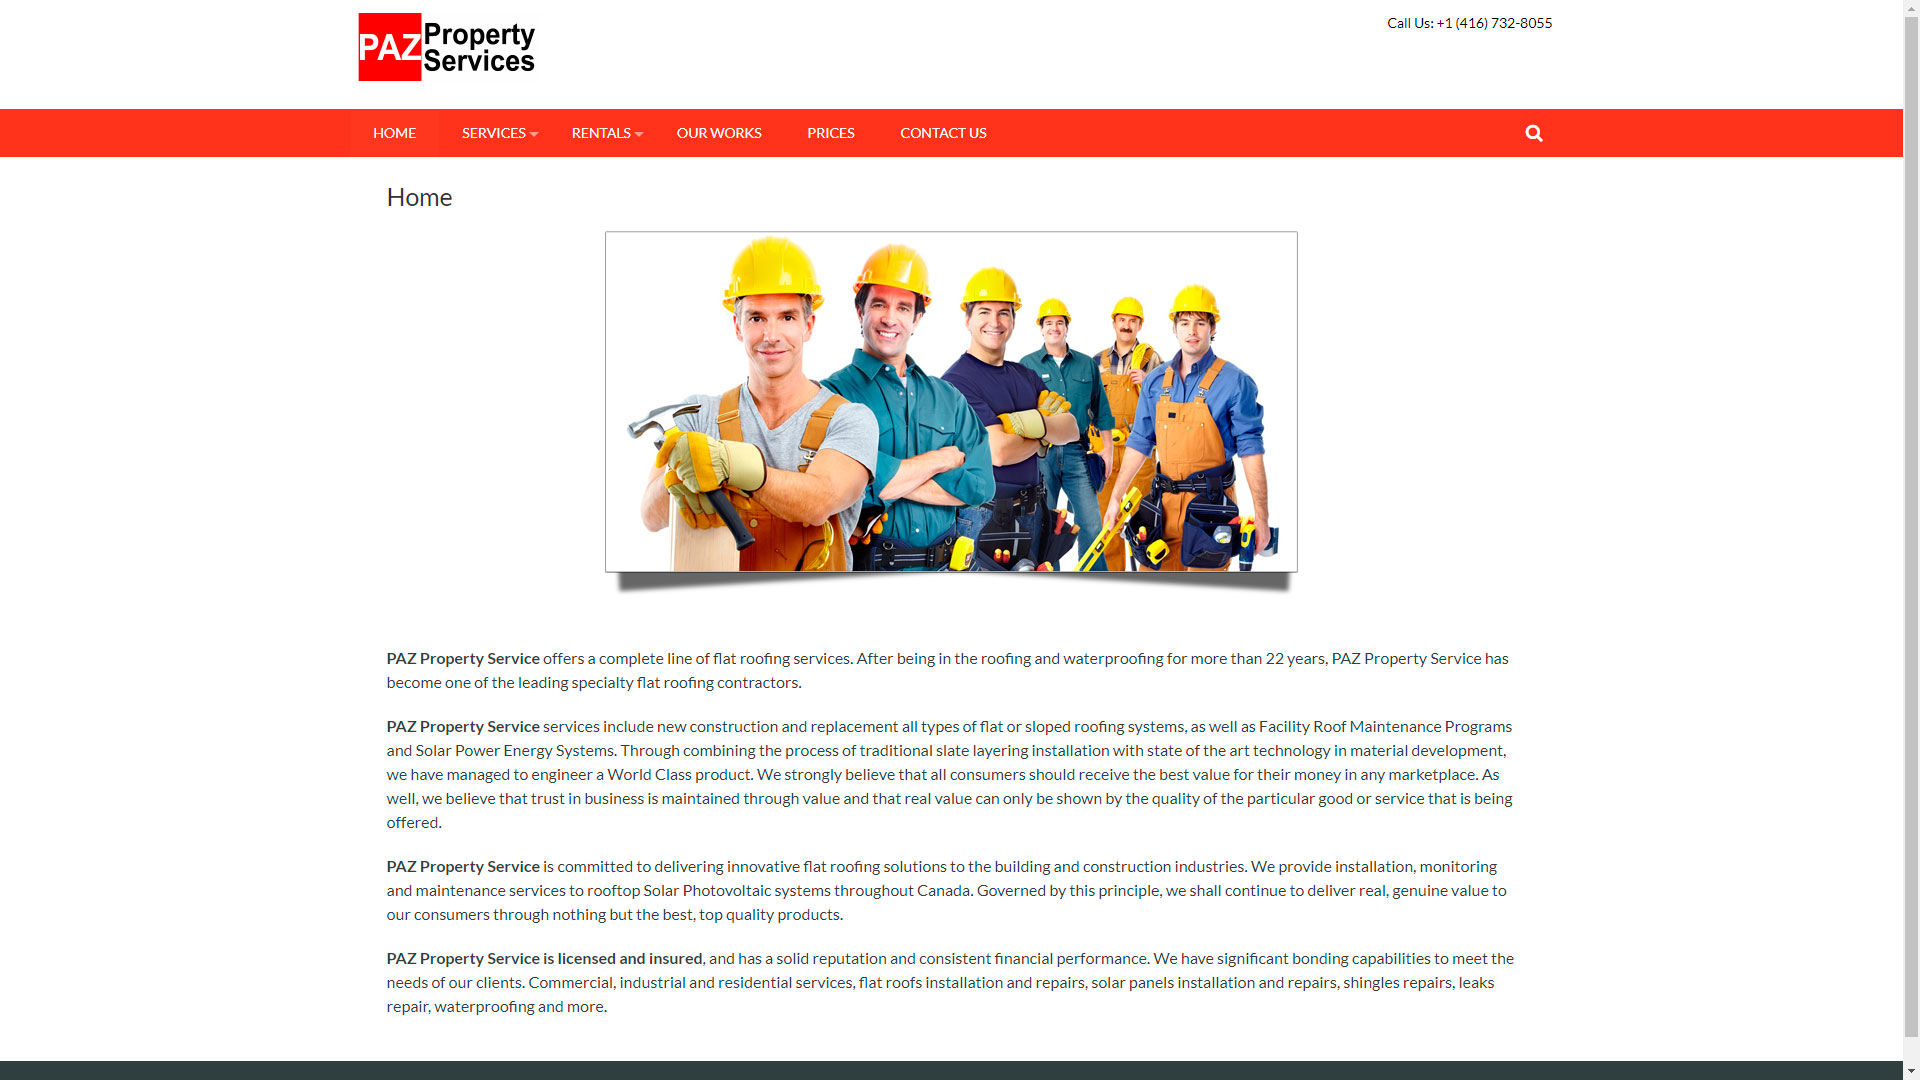 PAZ Property
Services
Call Us: +1 (416) 732-8055
HOME SERVICES RENTALS OUR WORKS PRICES CONTACT US
Home
PAZ Property Service offers a complete line of flat roofing services. After being in the roofing and waterproofing for more than 22 years, PAZ Property Service has
become one of the leading specialty flat roofing contractors.
PAZ Property Service services include new construction and replacement all types of flat or sloped roofing systems, as well as Facility Roof Maintenance Programs
and Solar Power Energy Systems. Through combining the process of traditional slate layering installation with state of the art technology in material development,
we have managed to engineer a World Class product. We strongly believe that all consumers should receive the best value for their money in any marketplace. As
well, we believe that trust in business is maintained through value and that real value can only be shown by the quality of the particular good or service that is being
offered.
PAZ Property Service is committed to delivering innovative flat roofing solutions to the building and construction industries. We provide installation, monitoring
and maintenance services to rooftop Solar Photovoltaic systems throughout Canada. Governed by this principle, we shall continue to deliver real, genuine value to
our consumers through nothing but the best, top quality products.
PAZ Property Service is licensed and insured, and has a solid reputation and consistent financial performance. We have significant bonding capabilities to meet the
needs of our clients. Commercial, industrial and residential services, flat roofs installation and repairs, solar panels installation and repairs, shingles repairs, leaks
repair, waterproofing and more.